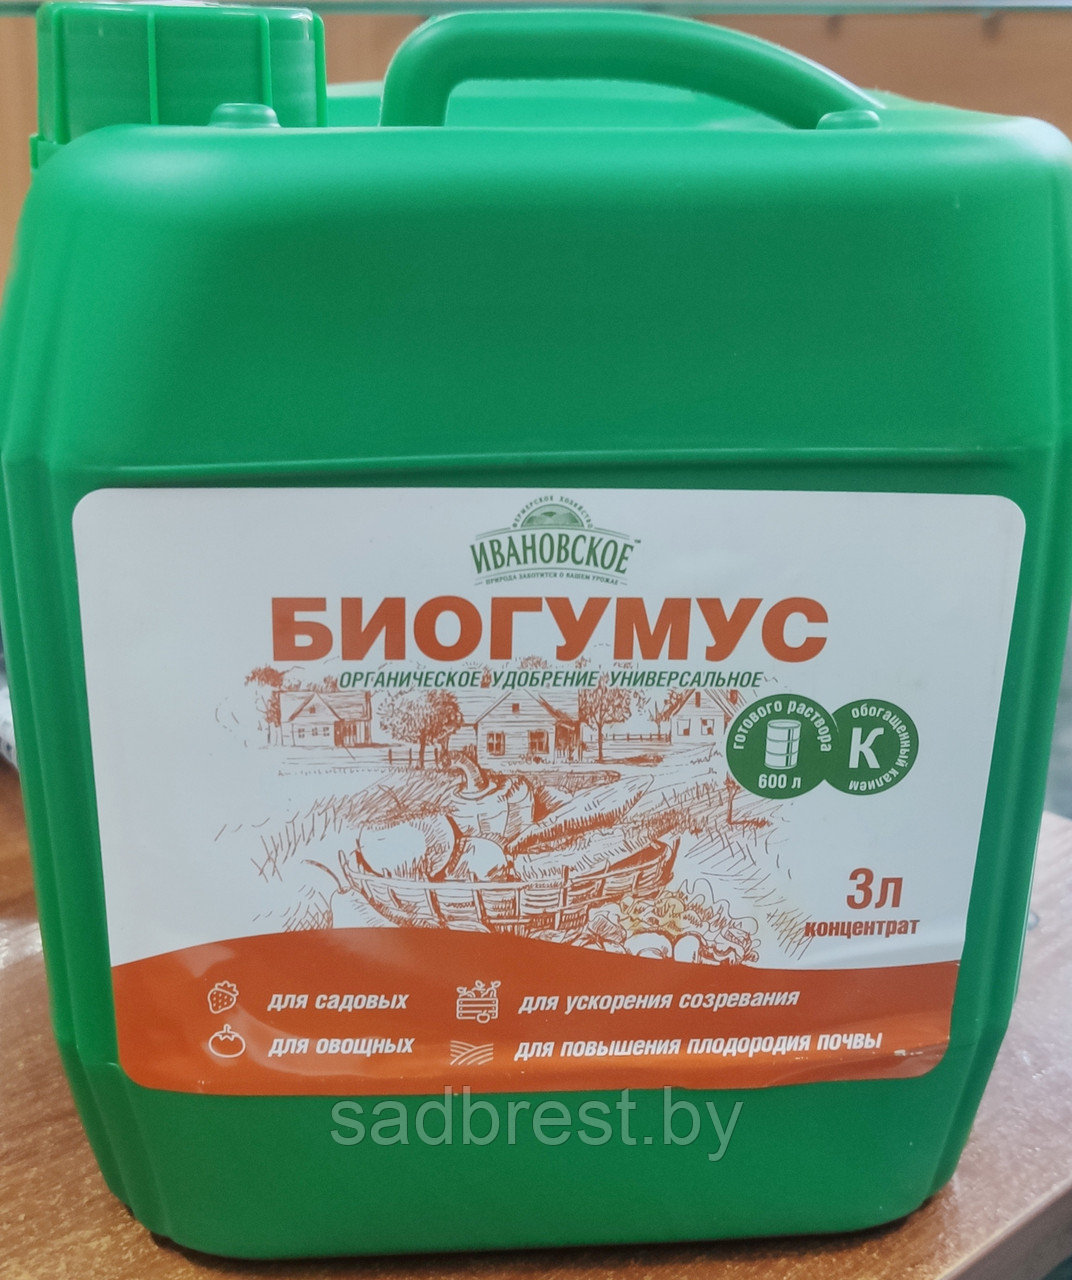 ФЕРМЕРСКОЕ ХОЗЯЙСТВО
ИВАНОВСКОЕ™
ПРИРОДА ЗАБОТИТСЯ О ВАШЕМ УРОЖАЕ
БИОГУМУС
ОРГАНИЧЕСКОЕ УДОБРЕНИЕ УНИВЕРСАЛЬНОЕ
готового раствора
600 л
обогащенный калием
К
3л
концентрат
для садовых
для ускорения созревания
для овощных
для повышения плодородия почвы
sadbrest.by